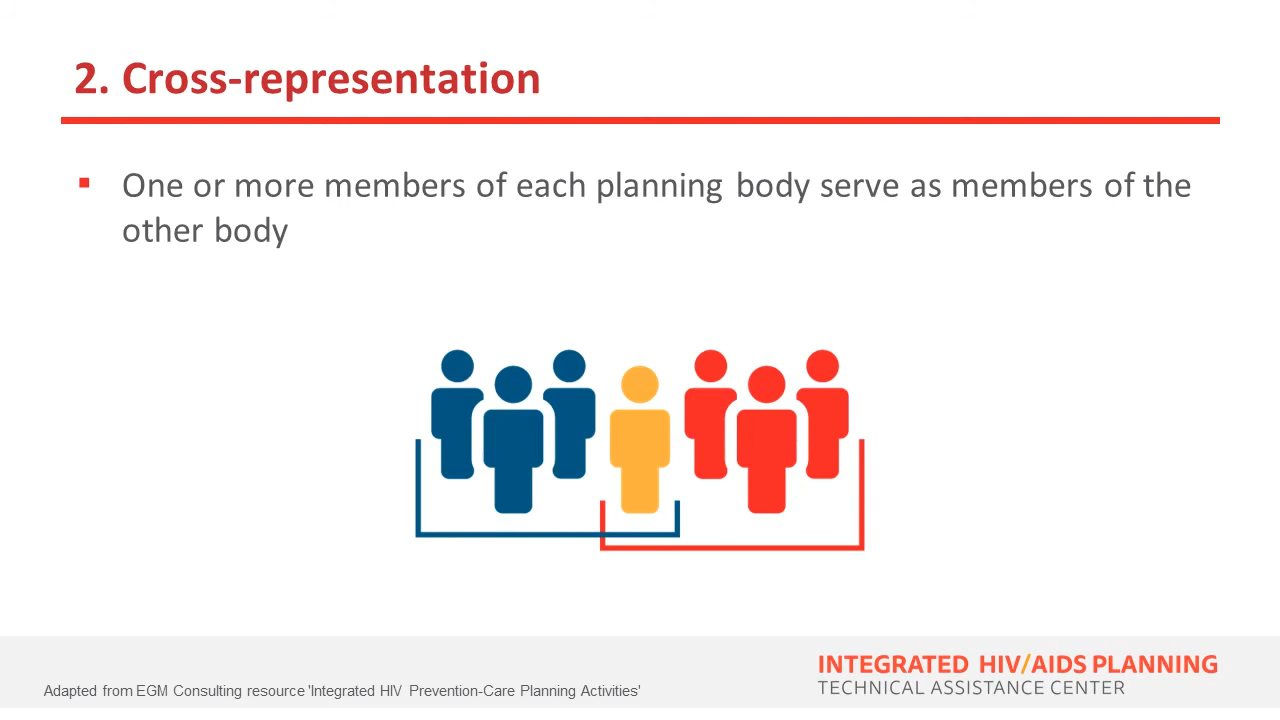 2. Cross-representation
One or more members of each planning body serve as members of the
other body
Adapted from EGM Consulting resource 'Integrated HIV Prevention-Care Planning Activities'
INTEGRATED HIV/AIDS PLANNING
TECHNICAL ASSISTANCE CENTER